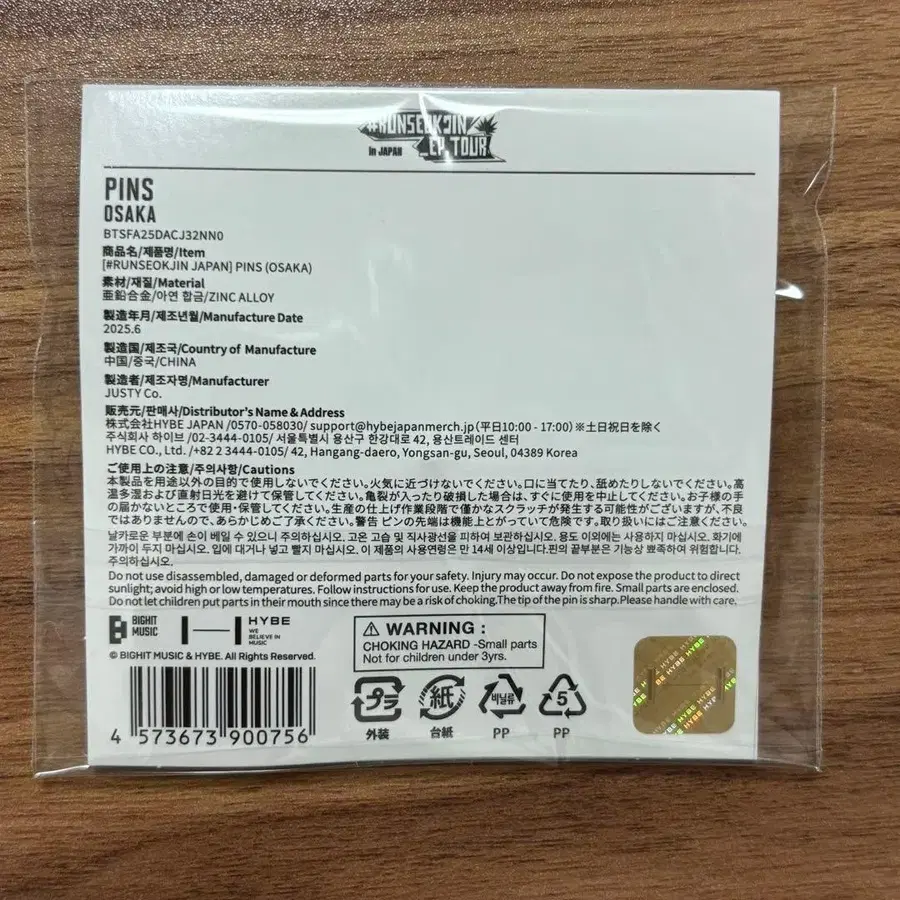 #RUNSEOKJIN
_EP_TOUR
in JAPAN
PINS
OSAKA
BTSFA25DACJ32NN0
商品名/제품명/Item
[#RUNSEOKJIN JAPAN] PINS (OSAKA)
素材/재질/Material
亜鉛合金/아연 합금/ZINC ALLOY
製造年月/제조년월/Manufacture Date
2025.6
製造国/제조국/Country of Manufacture
中国/중국/CHINA
製造者/제조자명/Manufacturer
JUSTY Co.
販売元/판매사/Distributor's Name & Address
株式会社HYBE JAPAN /0570-058030/ support@hybejapanmerch.jp (平日10:00 - 17:00) ※土日祝日を除く
주식회사 하이브 /02-3444-0105/ 서울특별시 용산구 한강대로 42, 용산트레이드 센터
HYBE CO., Ltd. /+82 2 3444-0105/ 42, Hangang-daero, Yongsan-gu, Seoul, 04389 Korea
ご使用上の注意/주의사항/Cautions
本製品を用途以外の目的で使用しないでください。火気に近づけないでください。口に当てたり、舐めたりしないでください。高
温多湿および直射日光を避けて保管してください。亀裂が入ったり破損した場合は、すぐに使用を中止してください。お子様の手
の届かないところで使用・保管してください。生産の仕上げ作業段階で僅かなスクラッチが発生する可能性がございますが、不良
ではありませんので、あらかじめご了承ください。警告 ピンの先端は機能上とがっていて危険です。取り扱いにはご注意ください。
날카로운 부분에 손이 베일 수 있으니 주의하십시오. 고온 고습 및 직사광선을 피하여 보관하십시오. 용도 이외에는 사용하지 마십시오. 화기에
가까이 두지 마십시오. 입에 대거나 넣고 빨지 마십시오. 이 제품의 사용연령은 만 14세 이상입니다.핀의 끝부분은 기능상 뾰족하여 위험합니다.
주의하십시오.
Do not use disassembled, damaged or deformed parts for your safety. Injury may occur. Do not expose the product to direct
sunlight; avoid high or low temperatures. Follow instructions for use. Keep the product away from fire. Small parts are enclosed.
Do not let children put parts in their mouth since there may be a risk of choking.The tip of the pin is sharp.Please handle with care.
BIGHIT
MUSIC
HYBE
WE
BELIEVE IN
MUSIC
© BIGHIT MUSIC & HYBE. All Rights Reserved.
WARNING :
CHOKING HAZARD -Small parts
Not for children under 3yrs.
4 573673 900756
プラ
外装
紙
台紙
비닐류
PP
5
PP
HYBE HYBE HYBE
HYBE HYBE HYBE